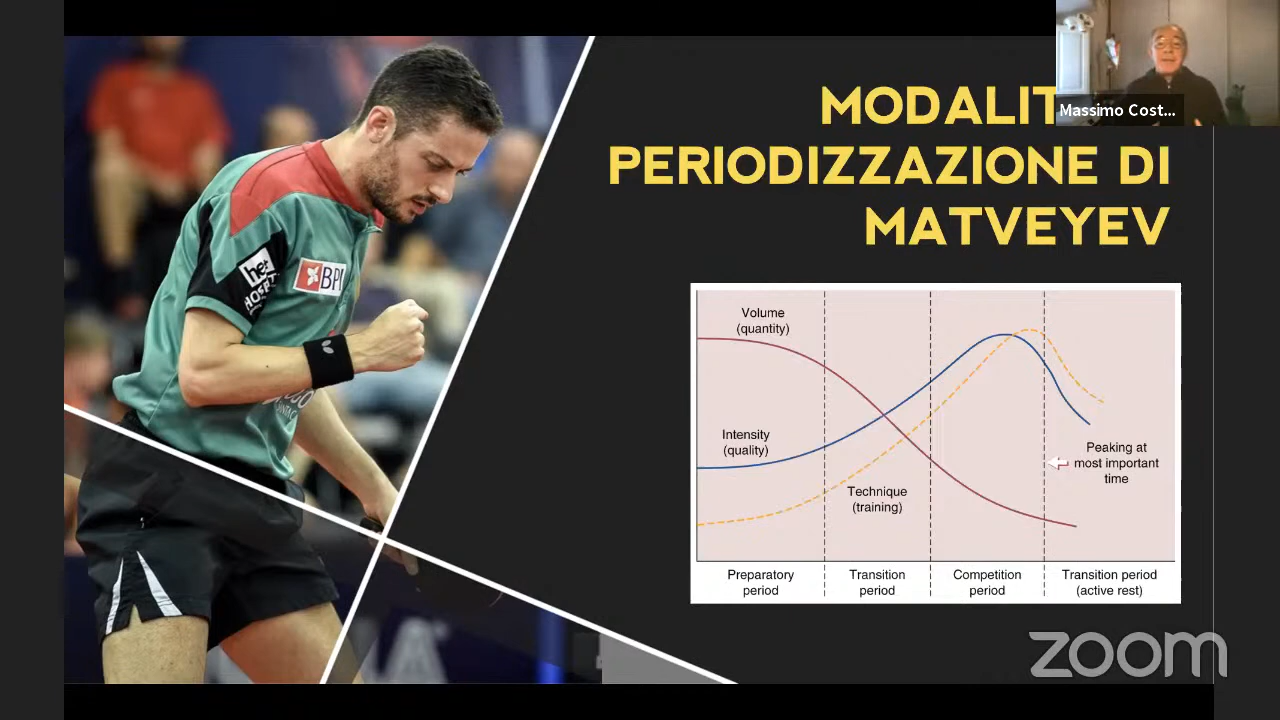 MODALIT
PERIODIZZAZIONE DI
MATVEYEV
Massimo Cost...
BPI
Volume
(quantity)
Intensity
(quality)
Technique
(training)
Peaking at
most important
time
Preparatory
period
Transition
period
Competition
period
Transition period
(active rest)
zoom